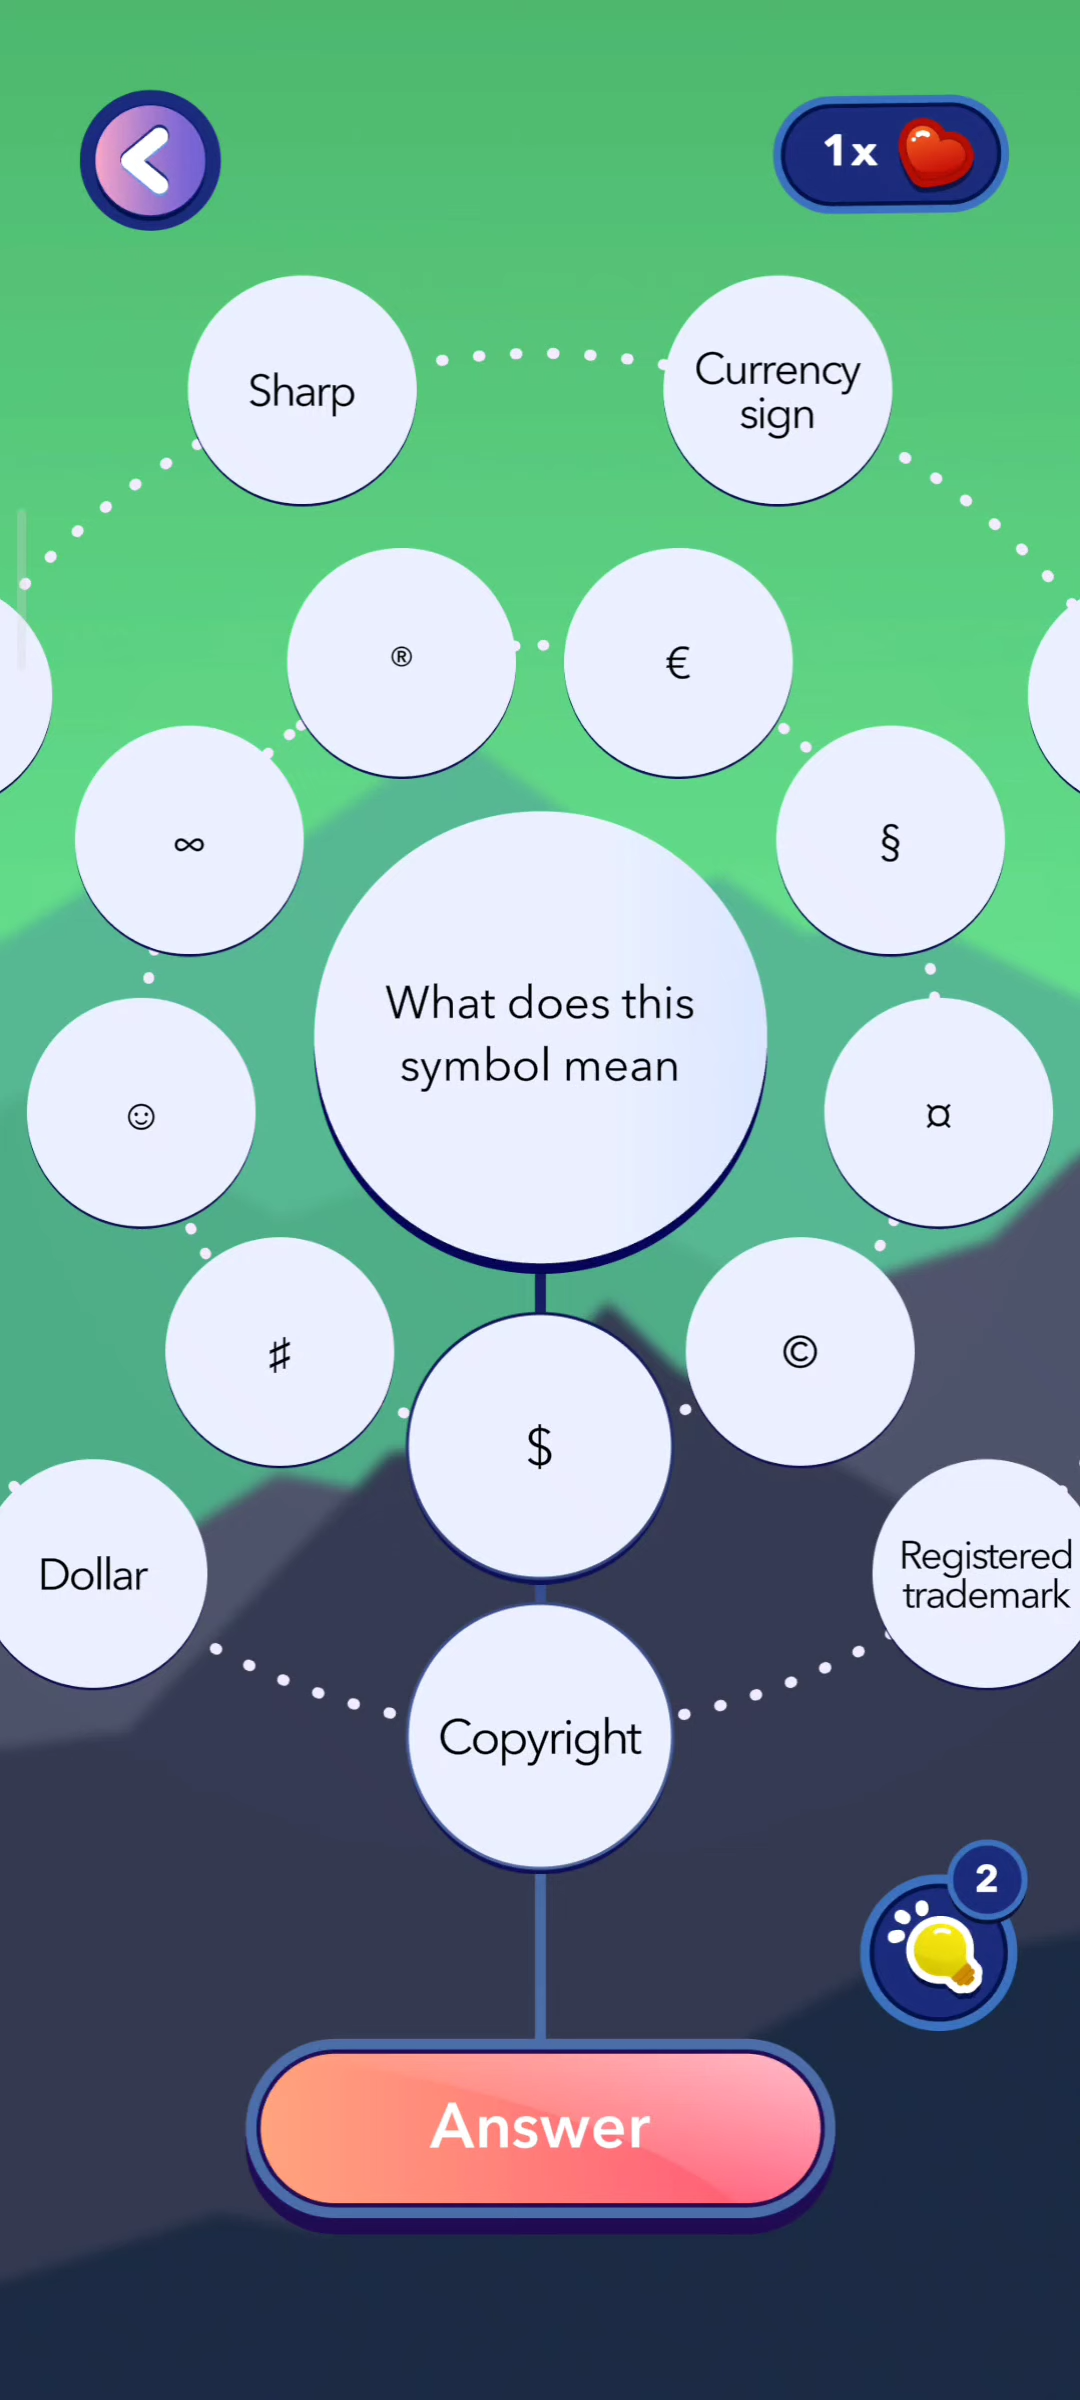 1x
Sharp
Currency
sign
®
€
∞
§
What does this
symbol mean
☺
¤
♯
©
$
Dollar
Registered
trademark
Copyright
2
Answer